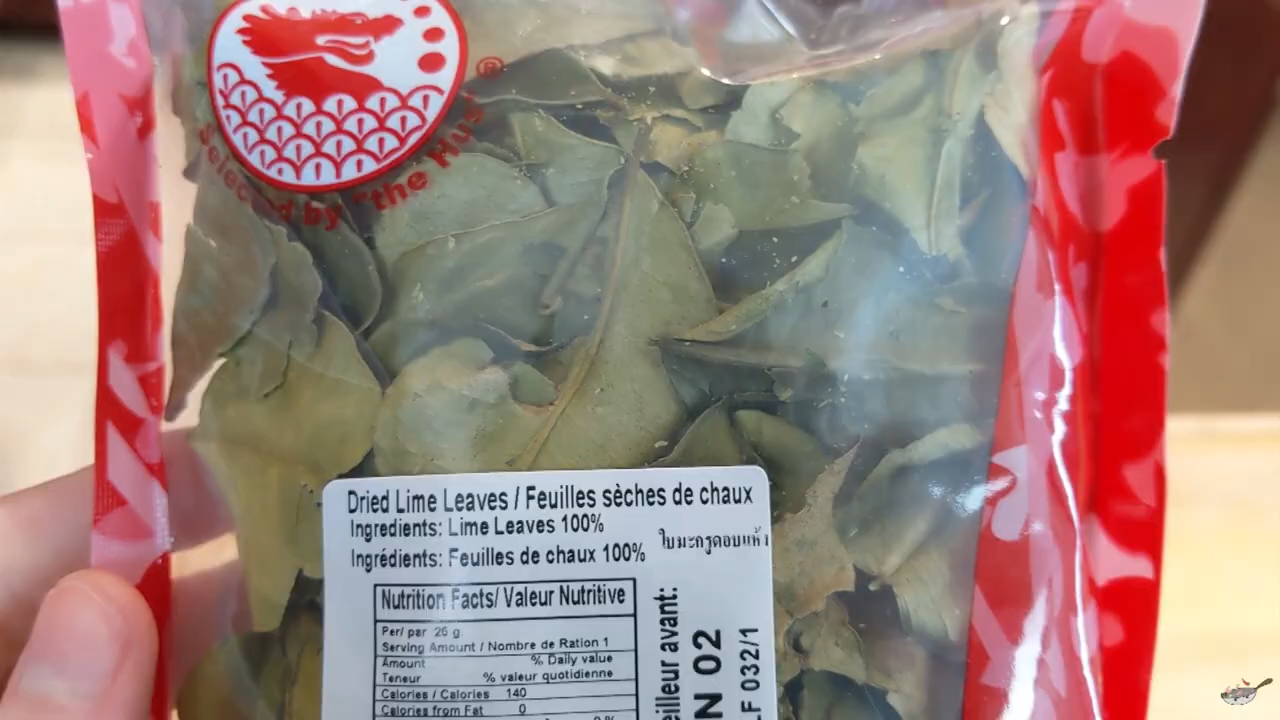 Selected by "the Hus
®
Dried Lime Leaves / Feuilles sèches de chaux
Ingredients: Lime Leaves 100%
Ingrédients: Feuilles de chaux 100%
ใบมะกรูดอบแห้ง
Nutrition Facts/ Valeur Nutritive
Per/ par 26 g
Serving Amount / Nombre de Ration 1
Amount % Daily value
Teneur % valeur quotidienne
Calories / Calories 140
Calories from Fat 0
eilleur avant:
N 02
LF 032/1